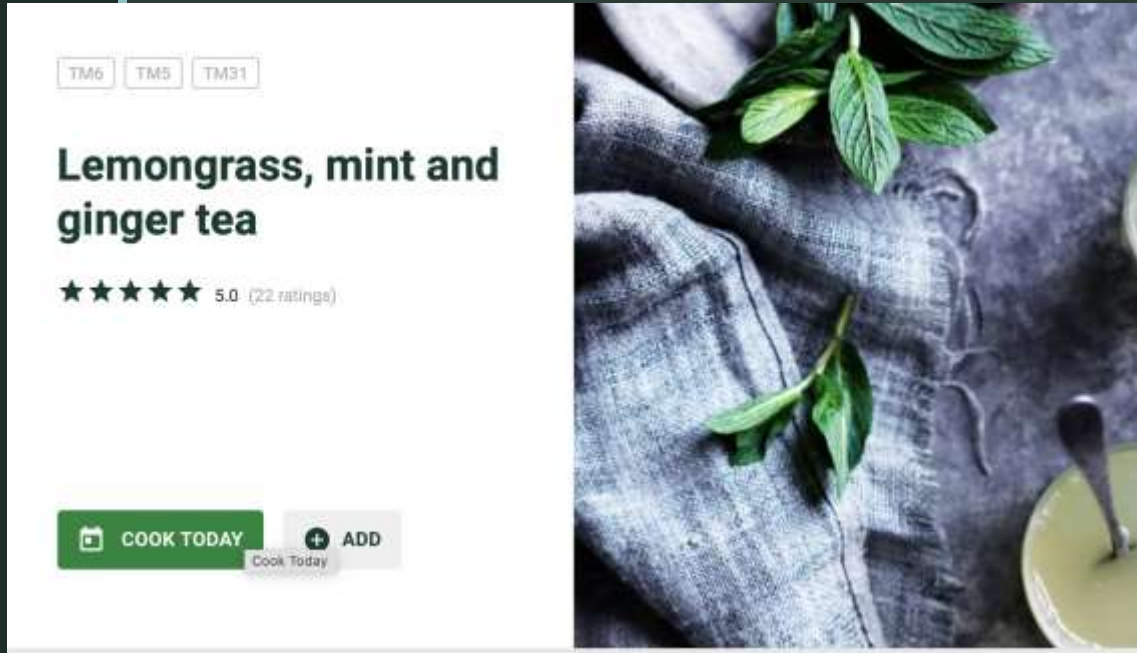 TM6 TM5 TM31
Lemongrass, mint and
ginger tea
5.0 (22 ratings)
COOK TODAY ADD
Cook Today